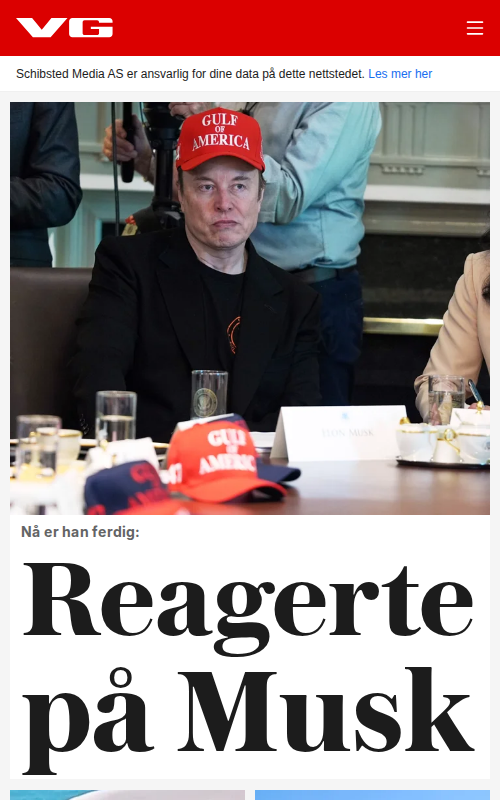 VG
Schibsted Media AS er ansvarlig for dine data på dette nettstedet. Les mer her
GULF
OF
AMERICA
ELON MUSK
GULF
AMERICA
Nå er han ferdig:
Reagerte
på Musk